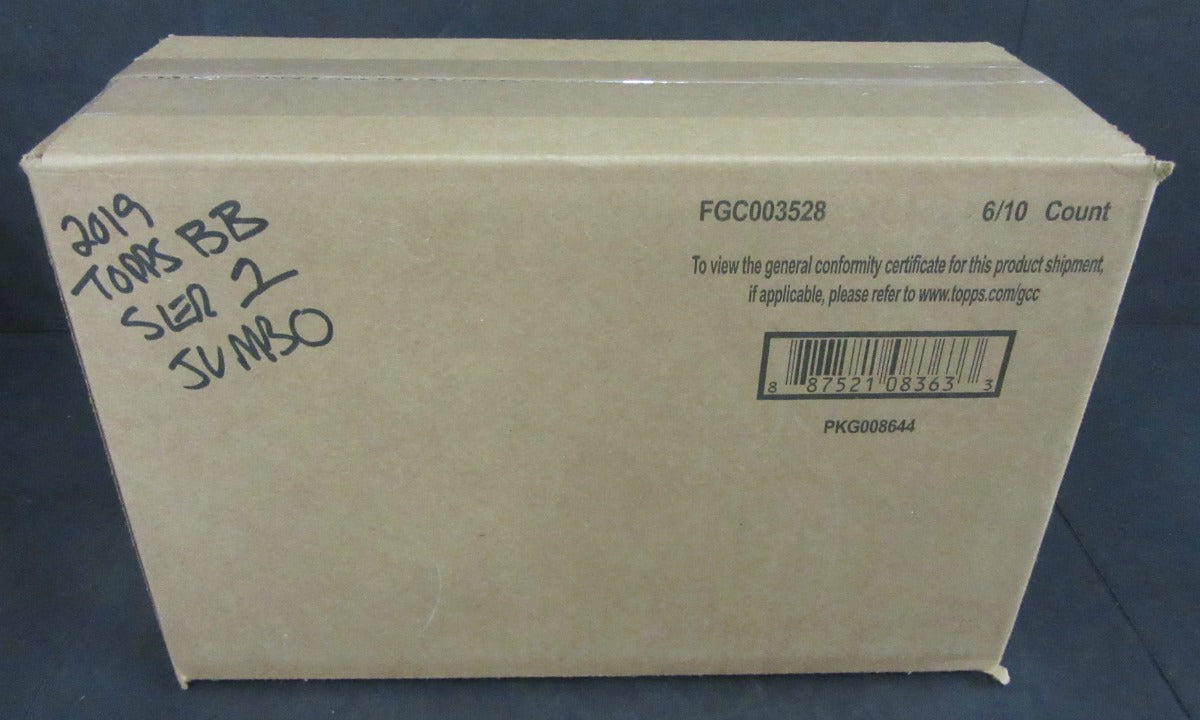 2019
TOPPS BB
SER 2
JUMBO
FGC003528 6/10 Count
To view the general conformity certificate for this product shipment,
if applicable, please refer to www.topps.com/gcc
8 87521 08363 3
PKG008644